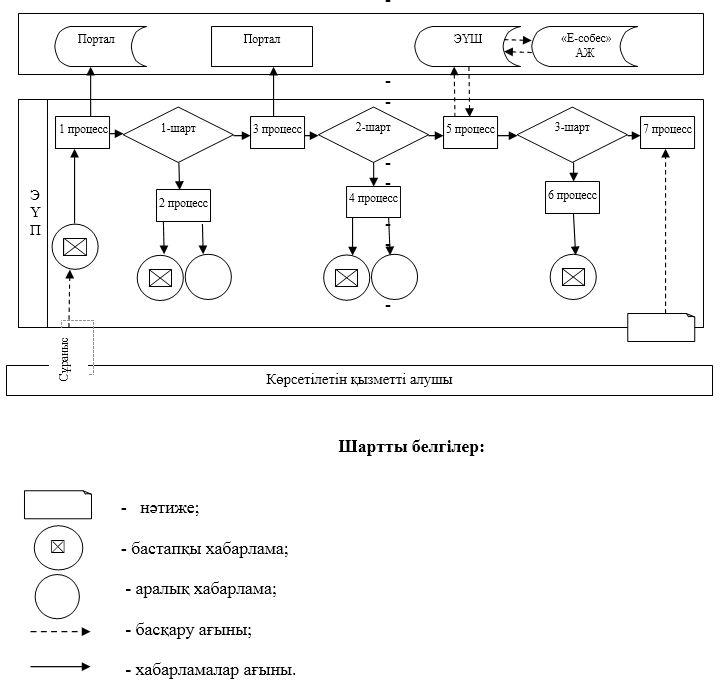 Портал
Портал
ЭҮШ
«Е-собес»
АЖ
1 процесс
1-шарт
3 процесс
2-шарт
5 процесс
3-шарт
7 процесс
Э
Ү
П
2 процесс
4 процесс
6 процесс
Сұраныс
Көрсетілетін қызметті алушы
Шартты белгілер:
- нәтиже;
- бастапқы хабарлама;
- аралық хабарлама;
- басқару ағыны;
- хабарламалар ағыны.